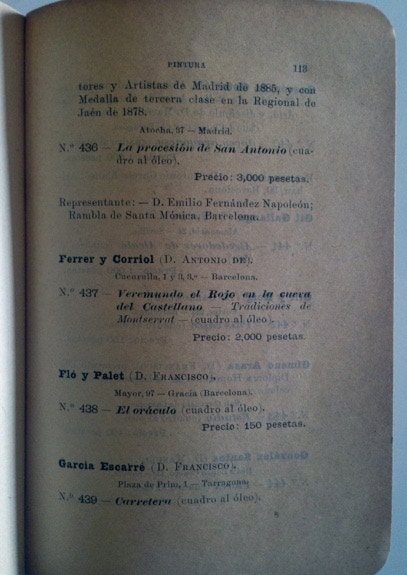 PINTURA 113
tores y Artistas de Madrid de 1885, y con
Medalla de tercera clase en la Regional de
Jaén de 1878.
Atocha, 97 — Madrid.
N.º 436 — La procesión de San Antonio (cua-
dro al óleo).
Precio: 3,000 pesetas.
Representante: — D. Emilio Fernández Napoleón;
Rambla de Santa Mónica, Barcelona.
Ferrer y Corriol (D. ANTONIO DE).
1 y 3, 3.º — Barcelona.
N.º 437 — Veremundo el Rojo en la cueva
del Castellano — Tradiciones de
Montserrat — (cuadro al óleo).
Precio: 2,000 pesetas.
Fló y Palet (D. FRANCISCO).
Mayor, 97 — Gracia (Barcelona).
N.º 438 — El oráculo (cuadro al óleo).
Precio: 150 pesetas.
García Escarré (D. FRANCISCO).
Plaza de Prim, 1 — Tarragona.
N.º 439 — Carretera (cuadro al óleo).